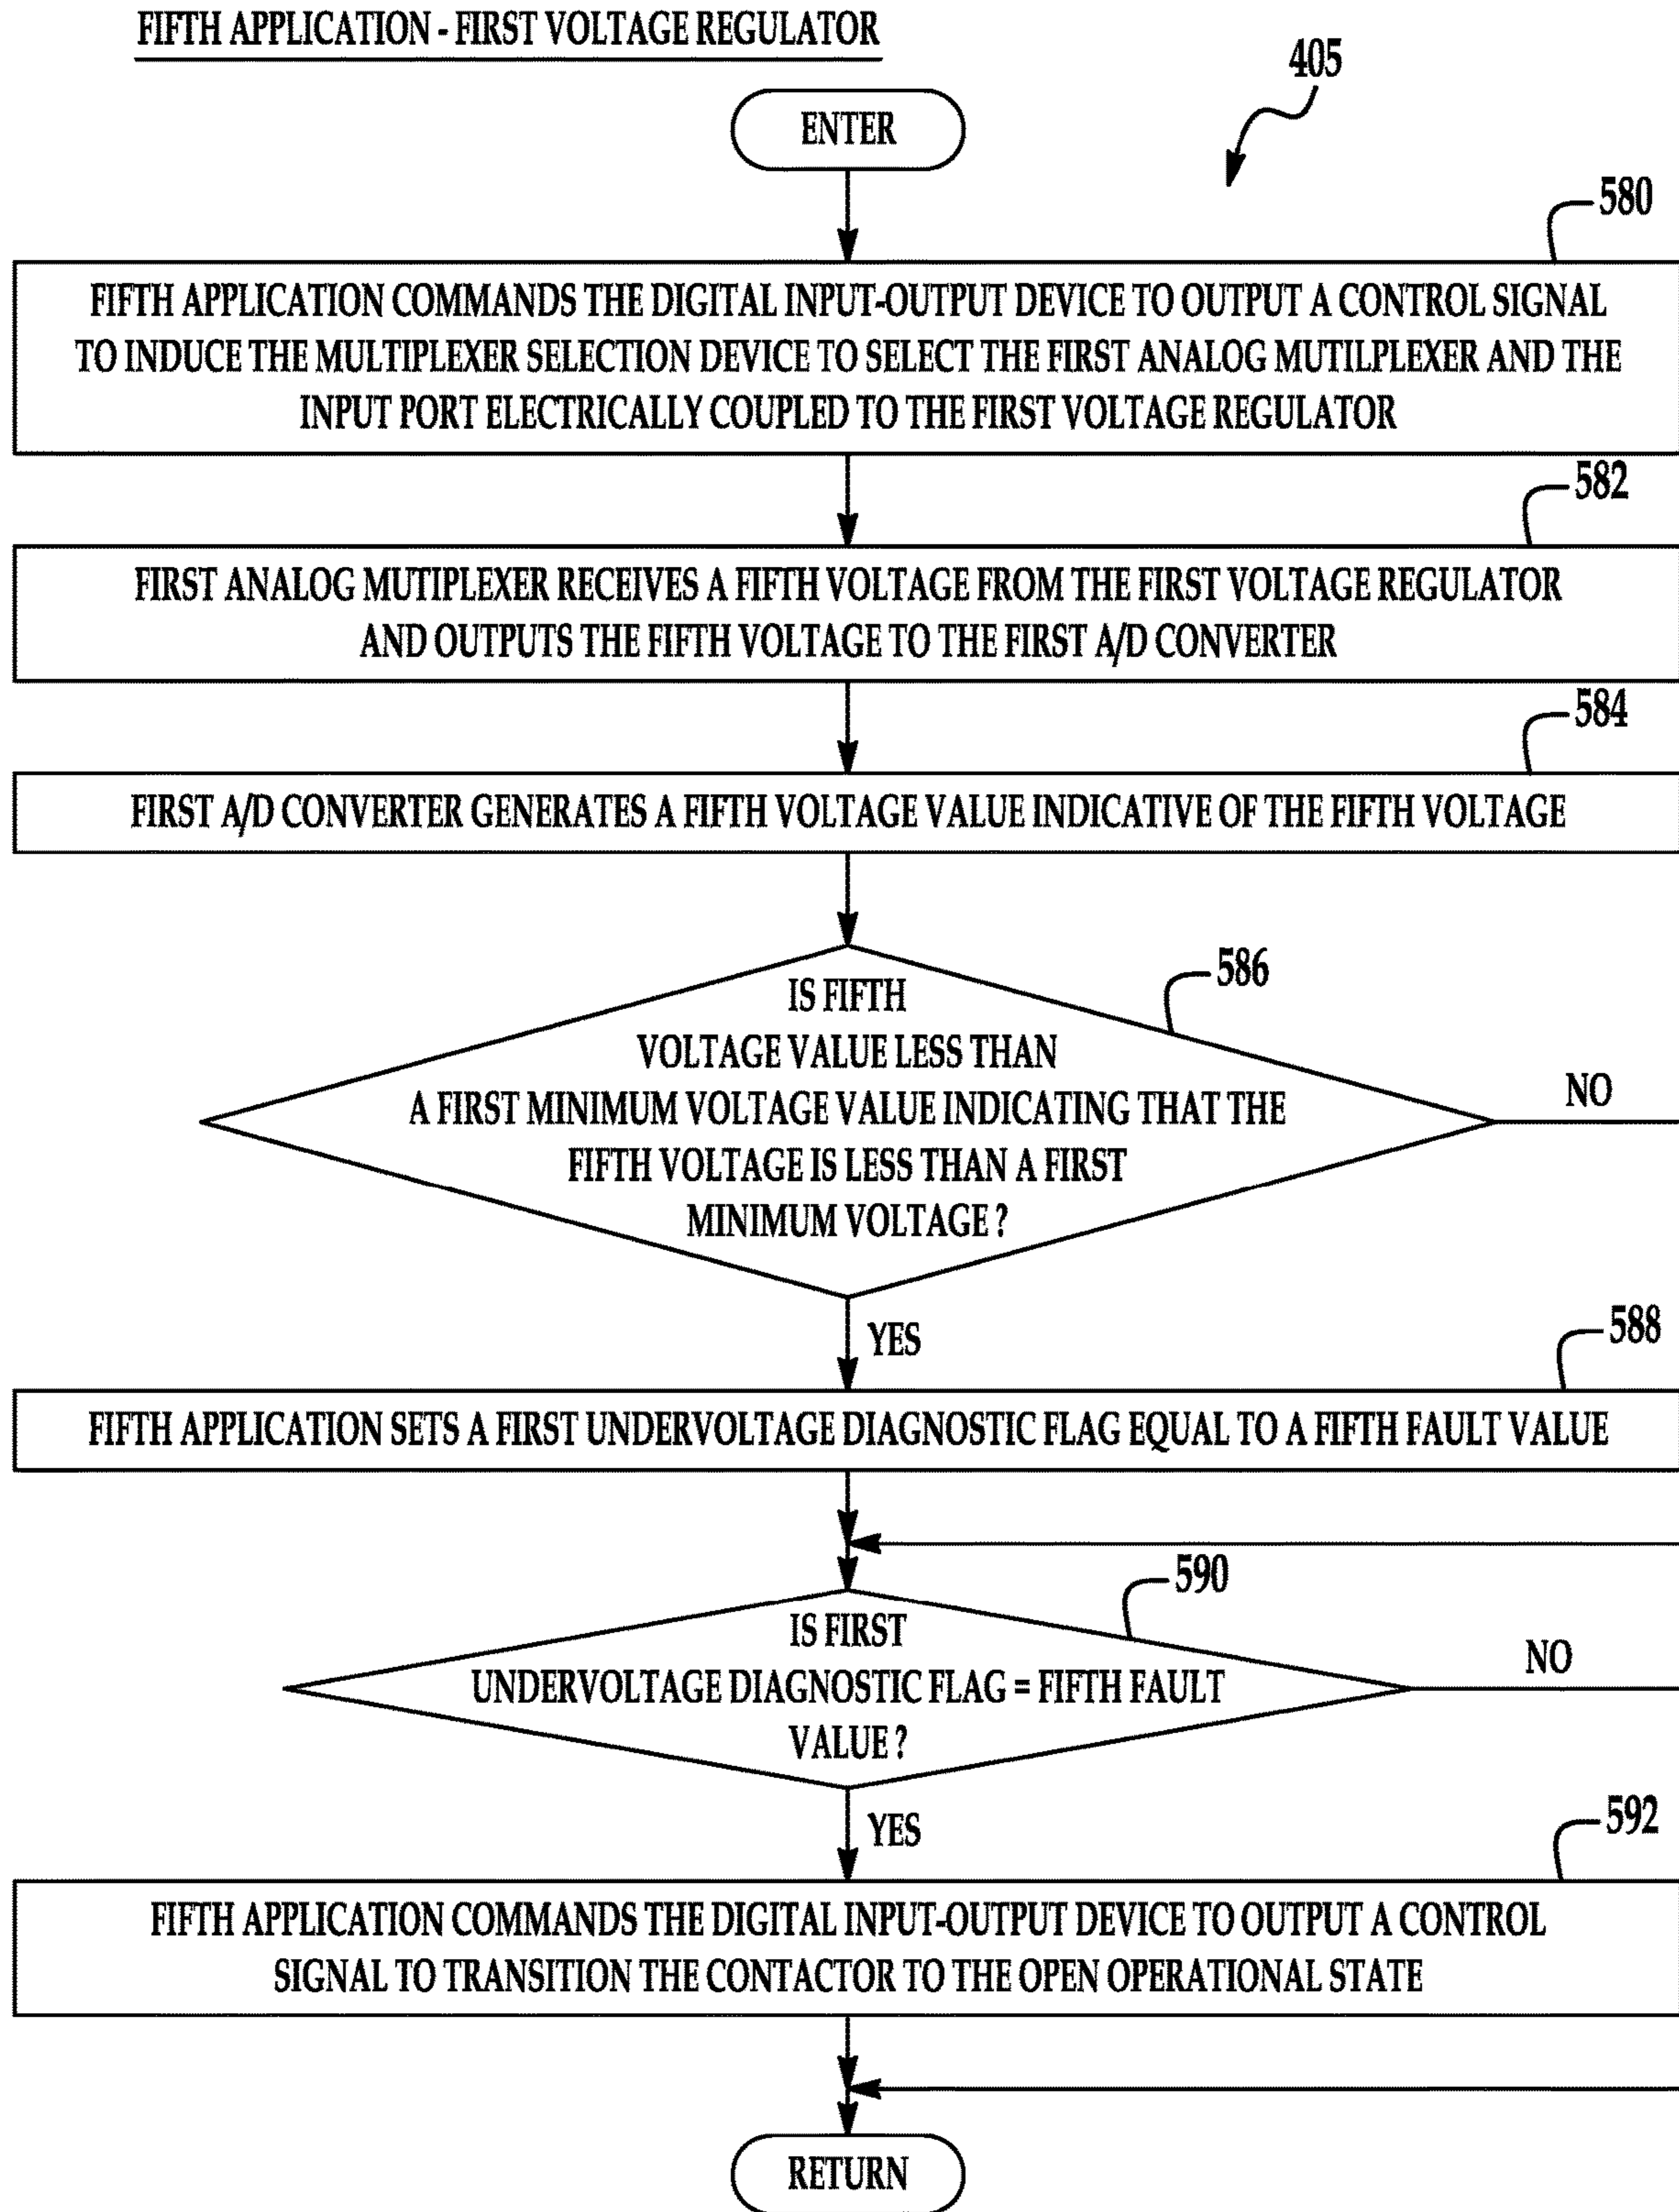 FIFTH APPLICATION - FIRST VOLTAGE REGULATOR
405
ENTER
580
FIFTH APPLICATION COMMANDS THE DIGITAL INPUT-OUTPUT DEVICE TO OUTPUT A CONTROL SIGNAL
TO INDUCE THE MULTIPLEXER SELECTION DEVICE TO SELECT THE FIRST ANALOG MUTILPLEXER AND THE
INPUT PORT ELECTRICALLY COUPLED TO THE FIRST VOLTAGE REGULATOR
582
FIRST ANALOG MUTIPLEXER RECEIVES A FIFTH VOLTAGE FROM THE FIRST VOLTAGE REGULATOR
AND OUTPUTS THE FIFTH VOLTAGE TO THE FIRST A/D CONVERTER
584
FIRST A/D CONVERTER GENERATES A FIFTH VOLTAGE VALUE INDICATIVE OF THE FIFTH VOLTAGE
586
IS FIFTH
VOLTAGE VALUE LESS THAN
A FIRST MINIMUM VOLTAGE VALUE INDICATING THAT THE
FIFTH VOLTAGE IS LESS THAN A FIRST
MINIMUM VOLTAGE ?
NO
YES
588
FIFTH APPLICATION SETS A FIRST UNDERVOLTAGE DIAGNOSTIC FLAG EQUAL TO A FIFTH FAULT VALUE
590
IS FIRST
UNDERVOLTAGE DIAGNOSTIC FLAG = FIFTH FAULT
VALUE ?
NO
YES
592
FIFTH APPLICATION COMMANDS THE DIGITAL INPUT-OUTPUT DEVICE TO OUTPUT A CONTROL
SIGNAL TO TRANSITION THE CONTACTOR TO THE OPEN OPERATIONAL STATE
RETURN